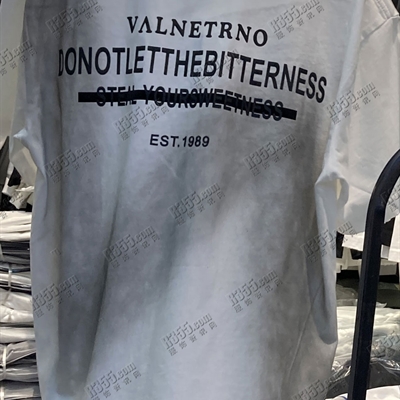 VALNETRNO
DONOTLETTHEBITTERNESS
STEAL YOURSWEETNESS
EST.1989